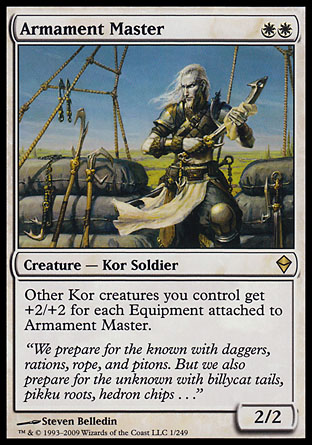 Armament Master
Creature — Kor Soldier
Other Kor creatures you control get
+2/+2 for each Equipment attached to
Armament Master.
“We prepare for the known with daggers,
rations, rope, and pitons. But we also
prepare for the unknown with billycat tails,
pikku roots, hedron chips . . .”
Steven Belledin
™ & © 1993–2009 Wizards of the Coast LLC 1/249
2/2